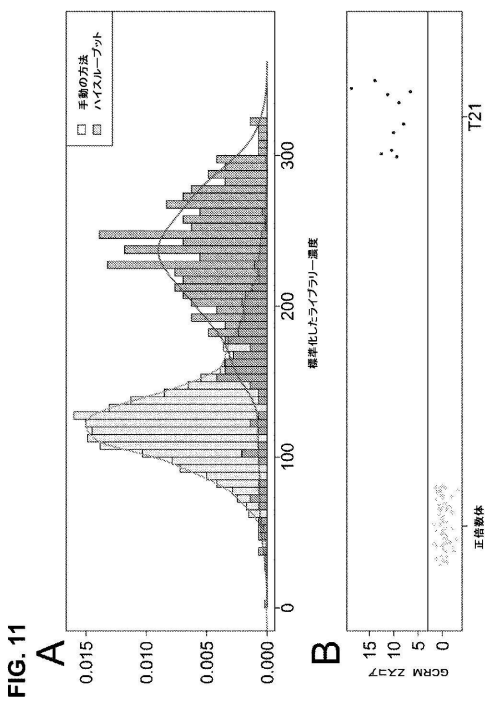 FIG. 11
A
手動の方法
ハイスループット
0.015
0.010
0.005
0.000
0
100
200
300
標準化したライブラリー濃度
B
GCRM Zスコア
15
10
5
0
正倍数体
T21